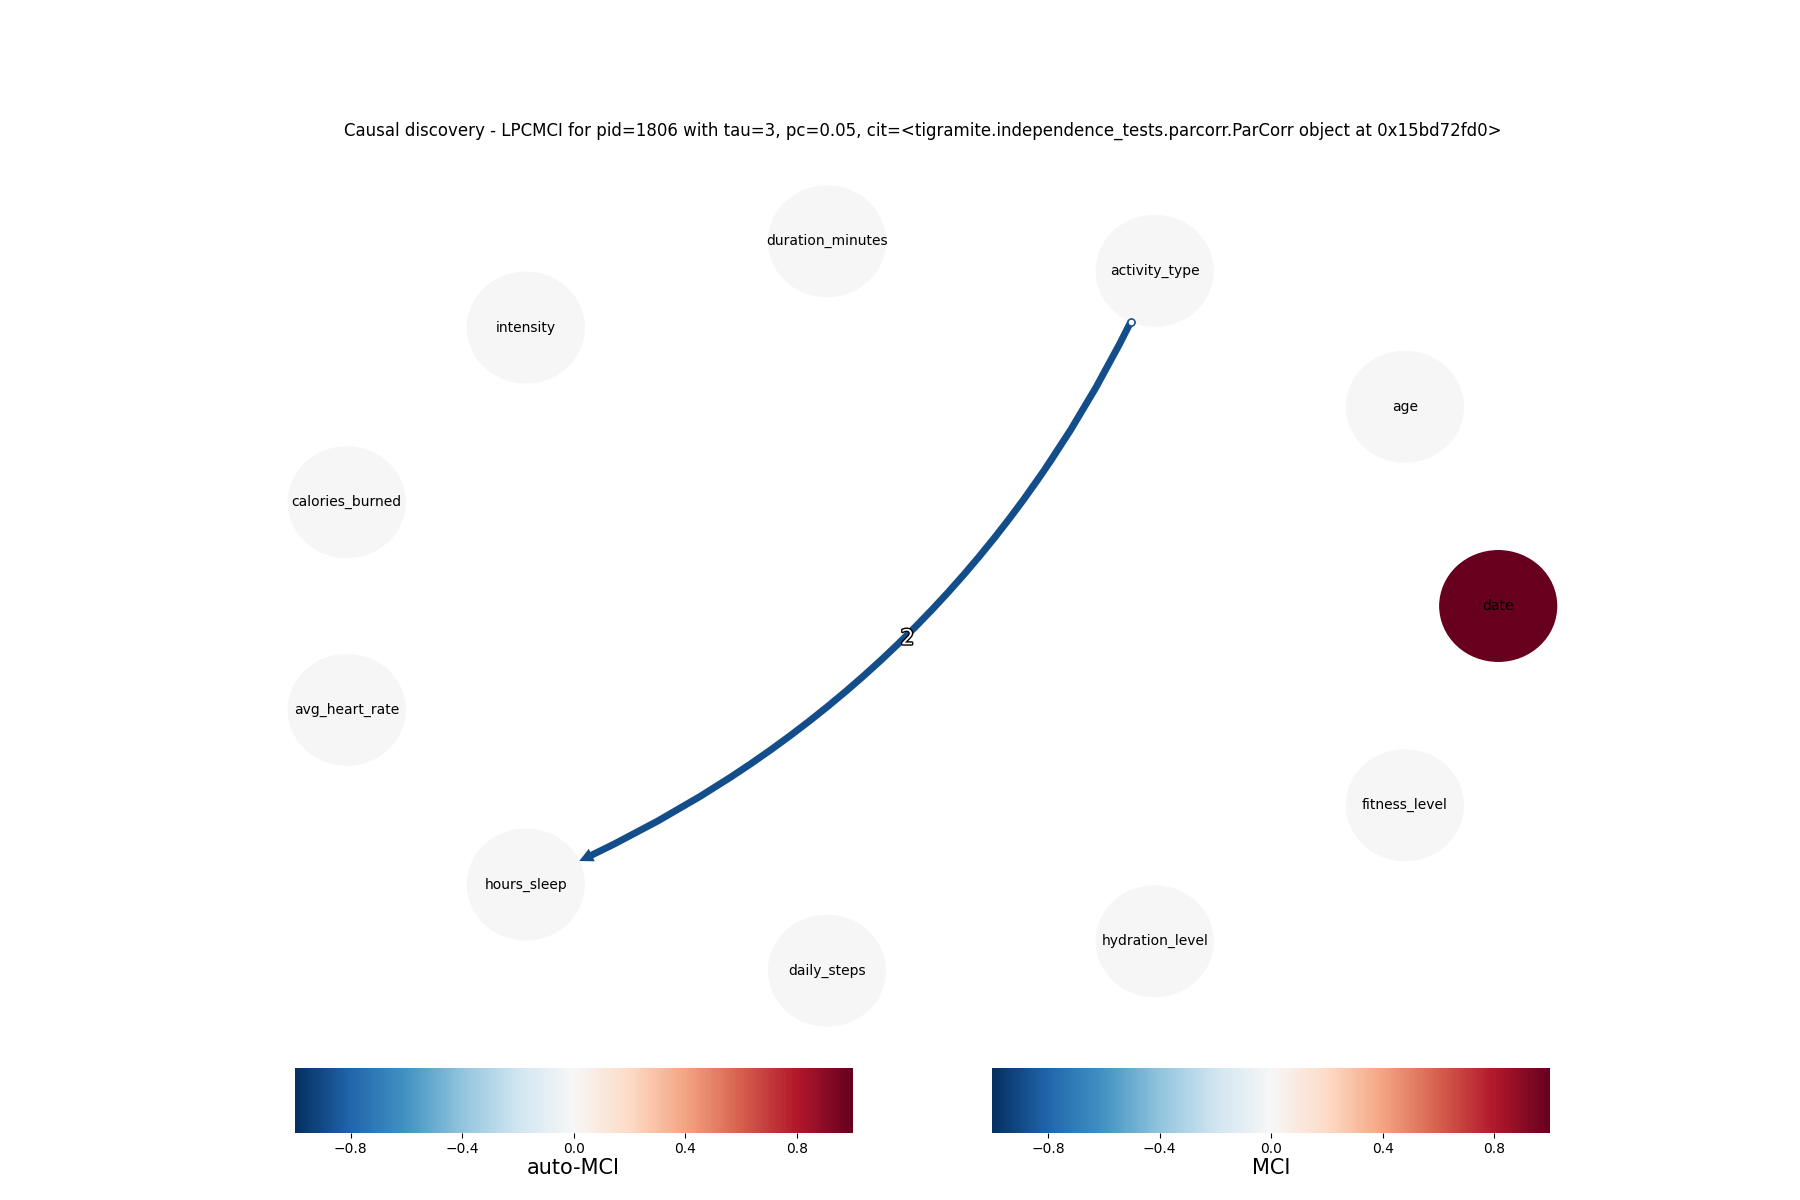 Causal discovery - LPCMCI for pid=1806 with tau=3, pc=0.05, cit=<tigramite.independence_tests.parcorr.ParCorr object at 0x15bd72fd0>
duration_minutes
activity_type
intensity
age
calories_burned
date
2
avg_heart_rate
fitness_level
hours_sleep
hydration_level
daily_steps
−0.8 −0.4 0.0 0.4 0.8
auto-MCI
−0.8 −0.4 0.0 0.4 0.8
MCI